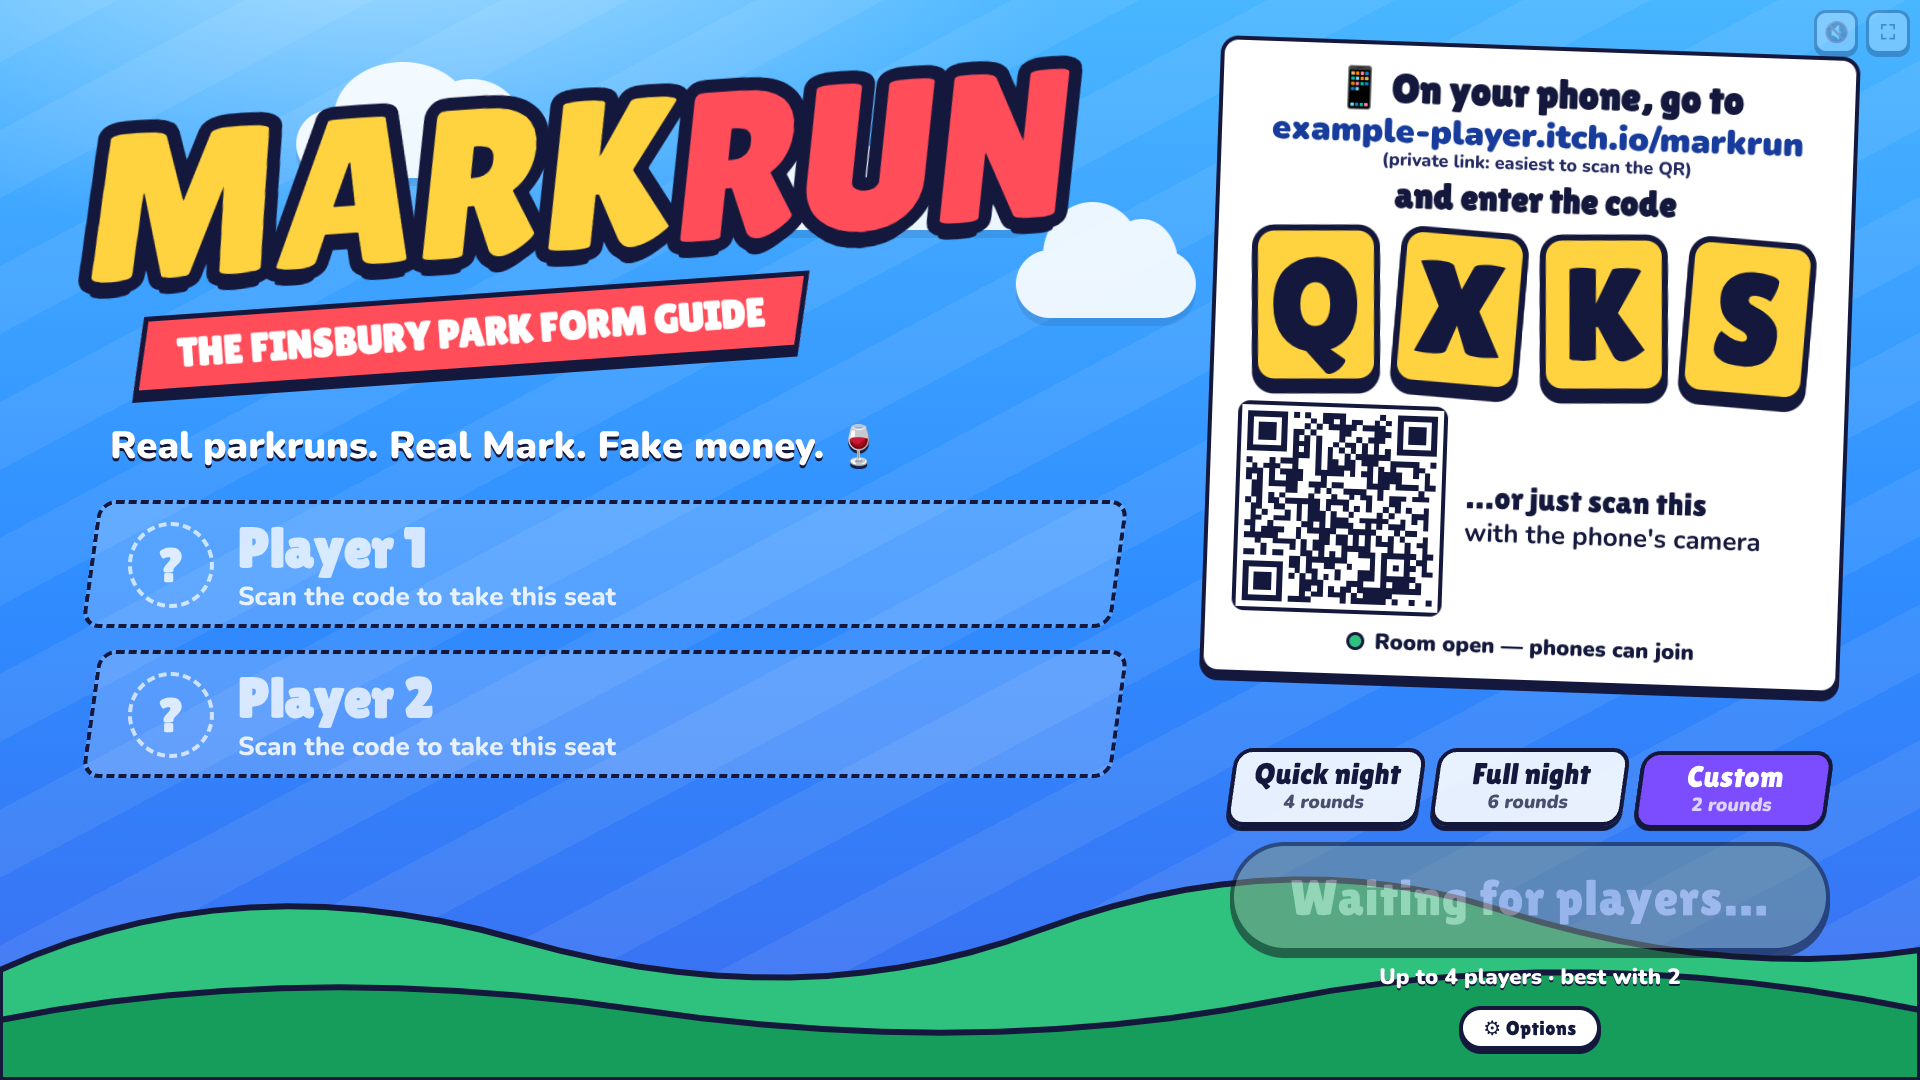 MARKRUN
THE FINSBURY PARK FORM GUIDE
Real parkruns. Real Mark. Fake money.
?
Player 1
Scan the code to take this seat
?
Player 2
Scan the code to take this seat
On your phone, go to
example-player.itch.io/markrun
(private link: easiest to scan the QR)
and enter the code
Q X K S
...or just scan this
with the phone's camera
Room open — phones can join
Quick night
4 rounds
Full night
6 rounds
Custom
2 rounds
Waiting for players...
Up to 4 players · best with 2
⚙ Options